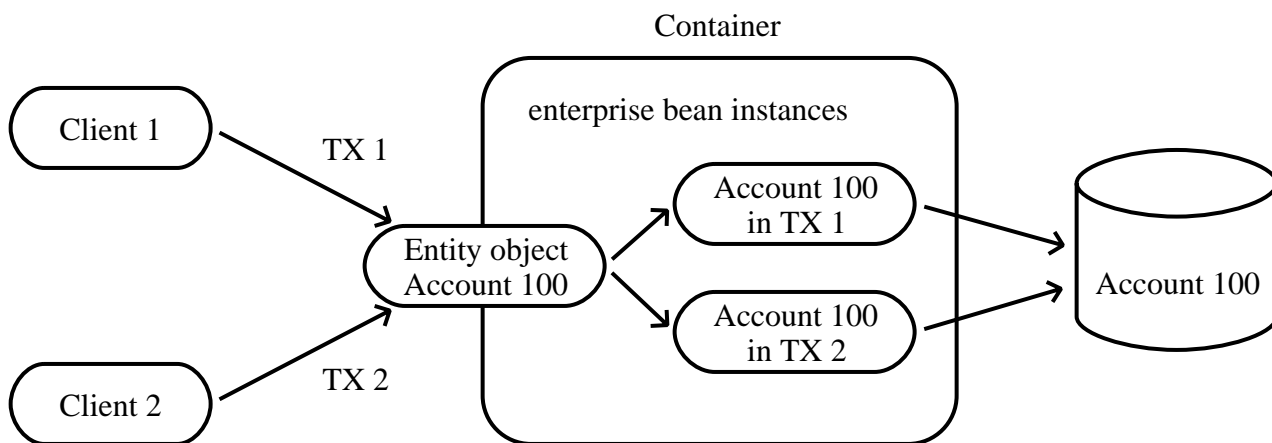 Container
enterprise bean instances
Client 1
TX 1
Account 100
in TX 1
Entity object
Account 100
Account 100
Account 100
in TX 2
TX 2
Client 2